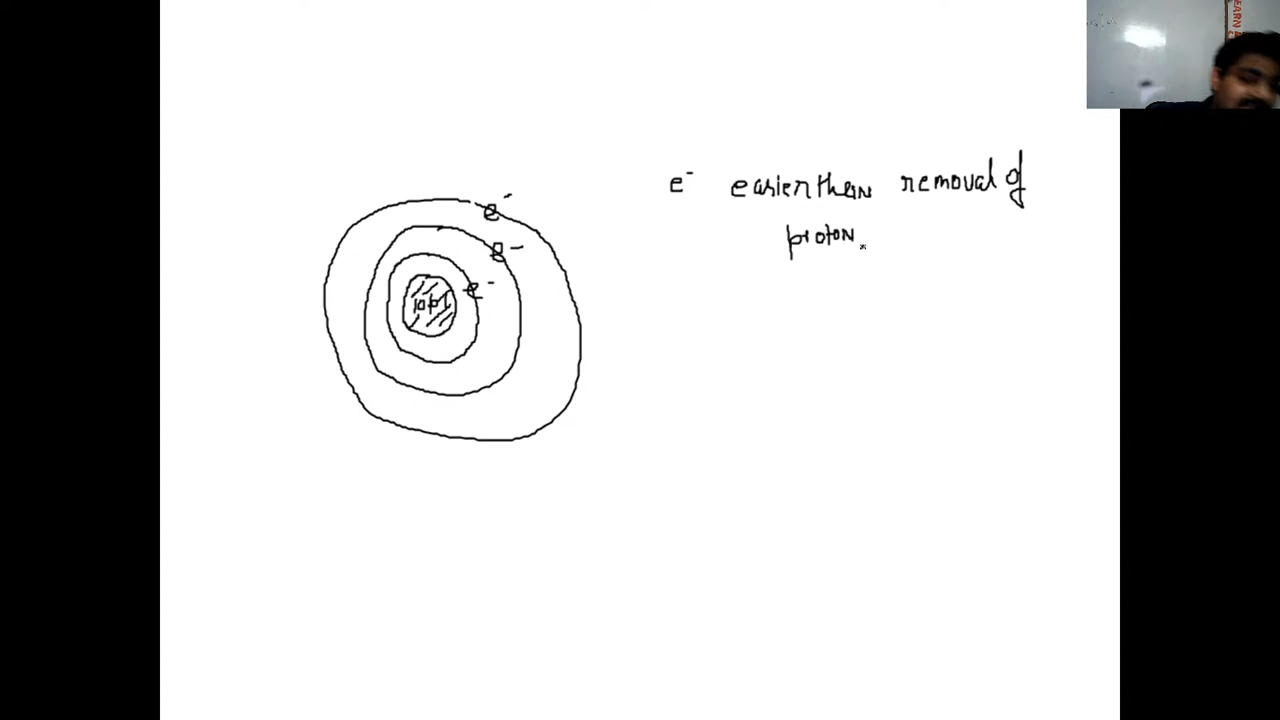 e⁻ easier than removal of
proton
e⁻
e⁻
e⁻